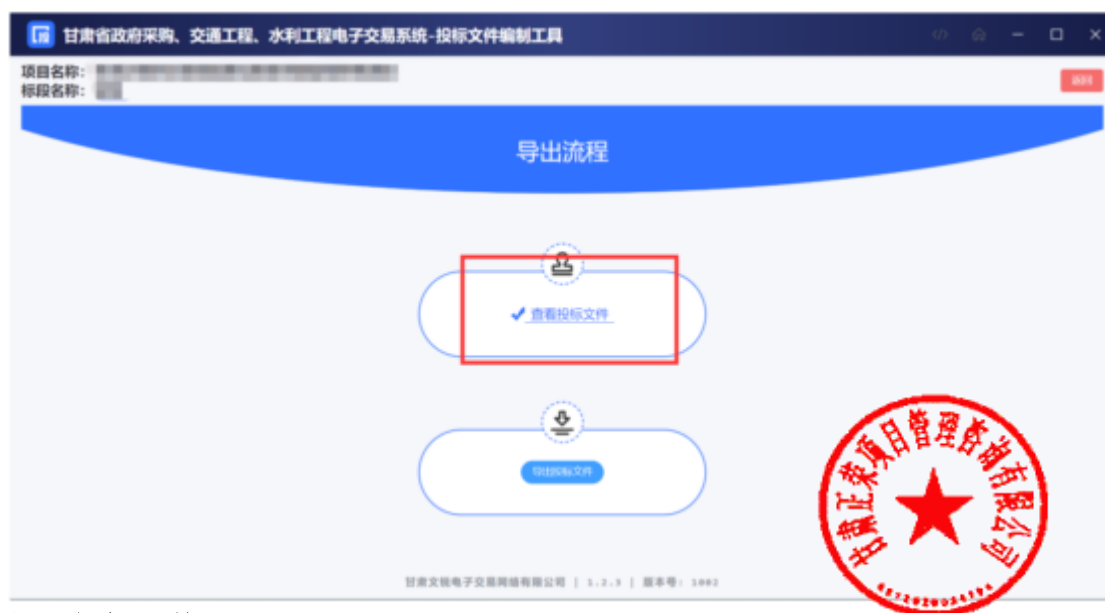 甘肃省政府采购、交通工程、水利工程电子交易系统-投标文件编制工具
项目名称：
标段名称：
返回
导出流程
查看投标文件
导出投标文件
甘肃正荣项目管理咨询有限公司
甘肃文锐电子交易网络有限公司 | 1.2.3 | 版本号: 1002